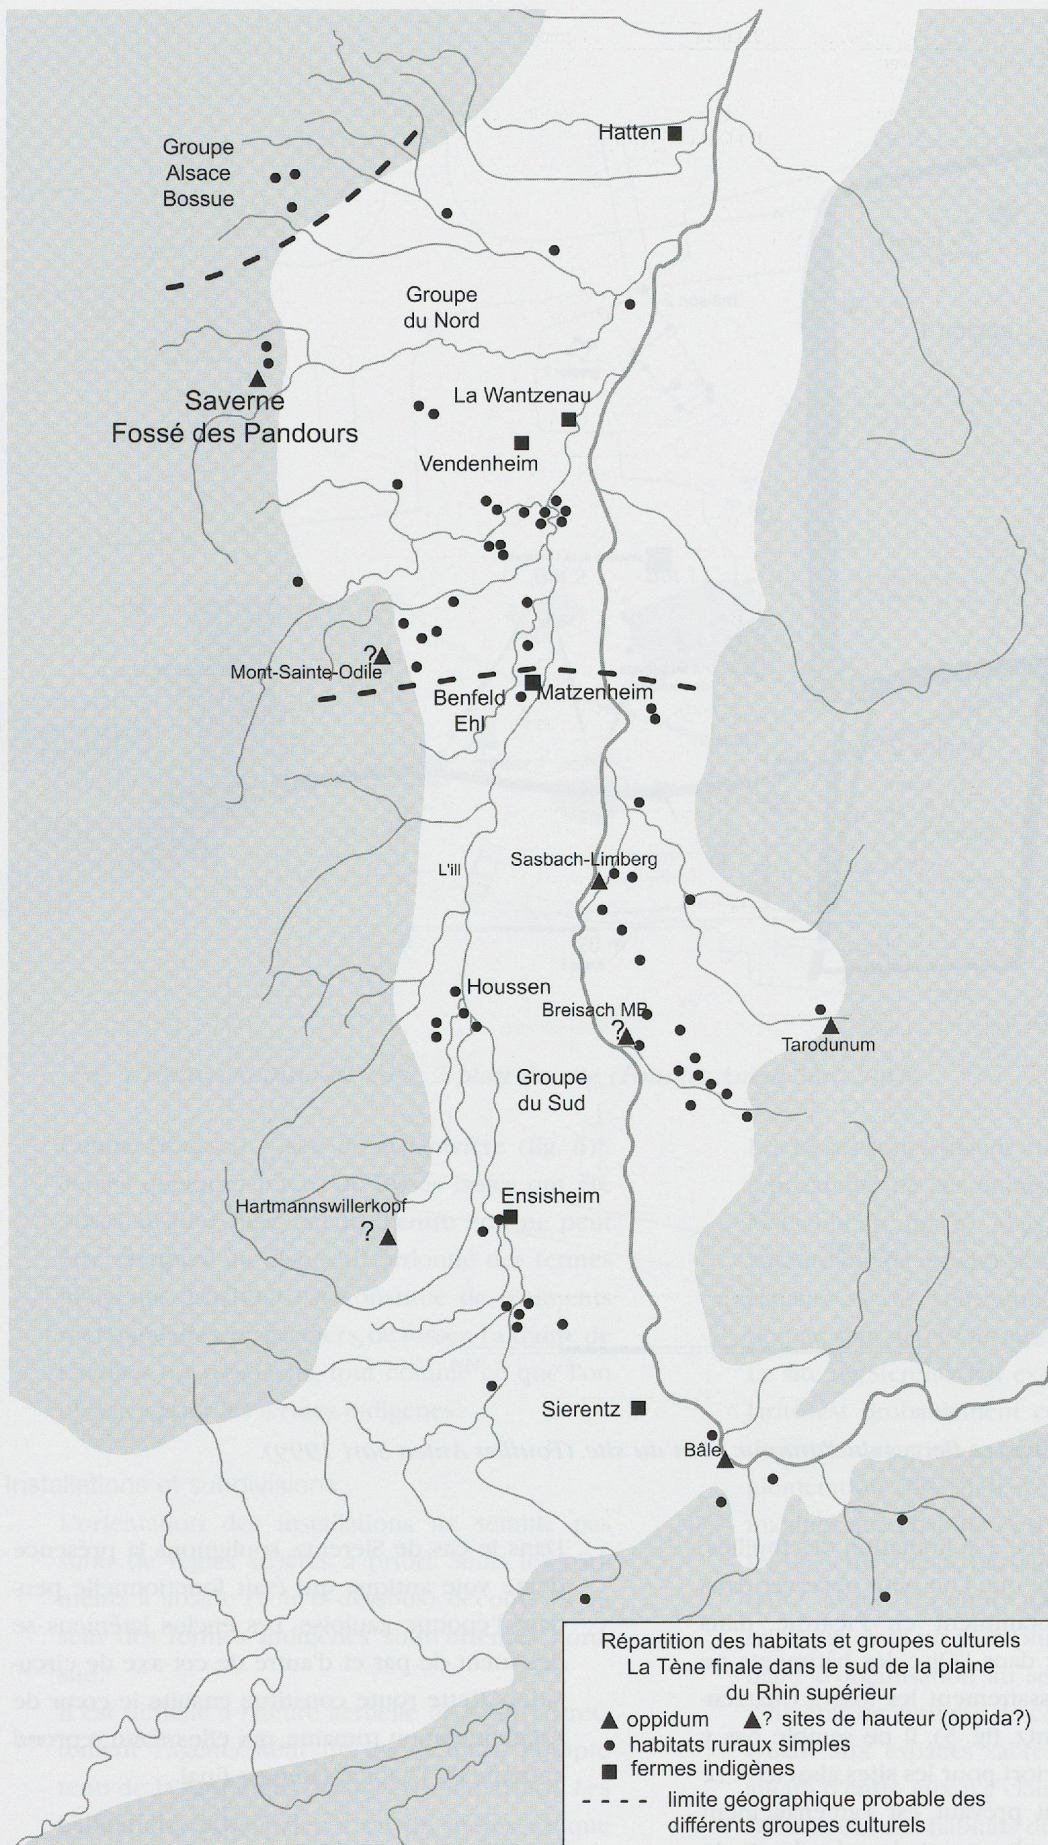 Hatten
Groupe
Alsace
Bossue
Groupe
du Nord
Saverne
Fossé des Pandours
La Wantzenau
Vendenheim
?
Mont-Sainte-Odile
Benfeld
Ehl
Matzenheim
Sasbach-Limberg
L'ill
Houssen
Breisach MB
?
Tarodunum
Groupe
du Sud
Ensisheim
Hartmannswillerkopf
?
Sierentz
Bâle
Répartition des habitats et groupes culturels
La Tène finale dans le sud de la plaine
du Rhin supérieur
oppidum ? sites de hauteur (oppida?)
habitats ruraux simples
fermes indigènes
limite géographique probable des
différents groupes culturels